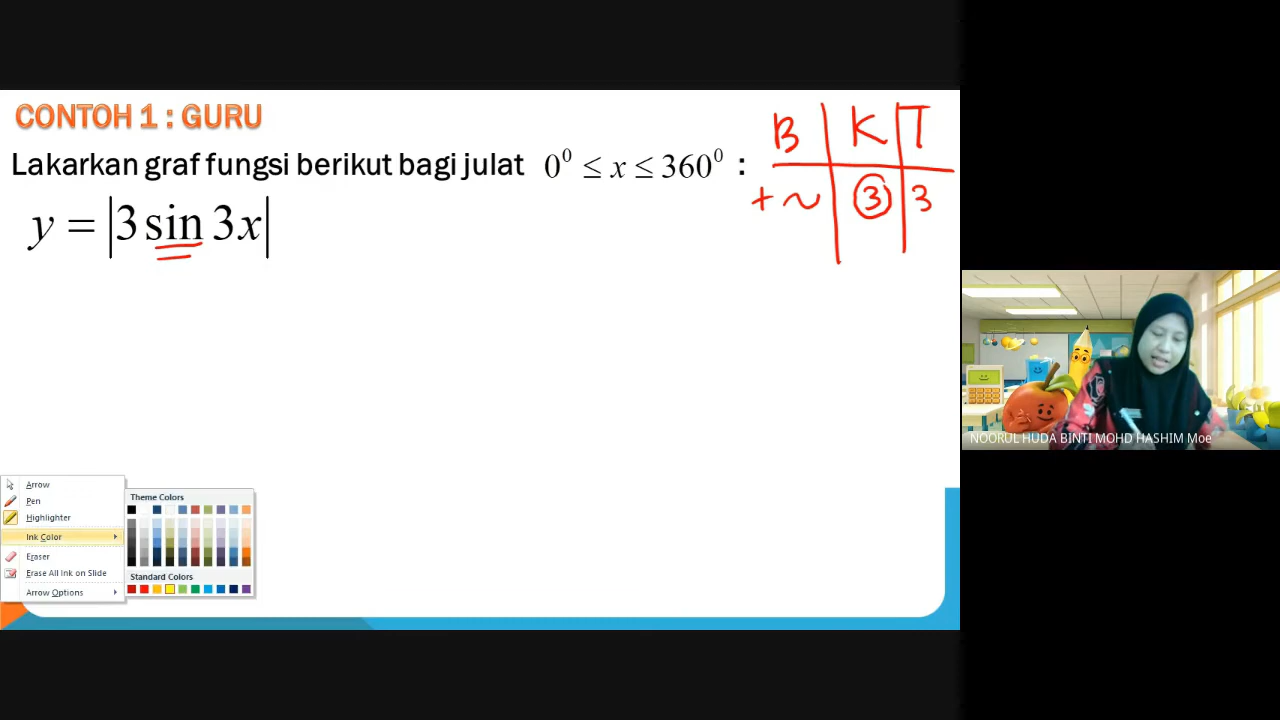 CONTOH 1 : GURU
Lakarkan graf fungsi berikut bagi julat 0⁰ ≤ x ≤ 360⁰ :
y = |3 sin 3x|
B K T
+ ~ 3 3
Arrow
Pen
Highlighter
Ink Color
Eraser
Erase All Ink on Slide
Arrow Options
Theme Colors
Standard Colors
NOORUL HUDA BINTI MOHD HASHIM Moe